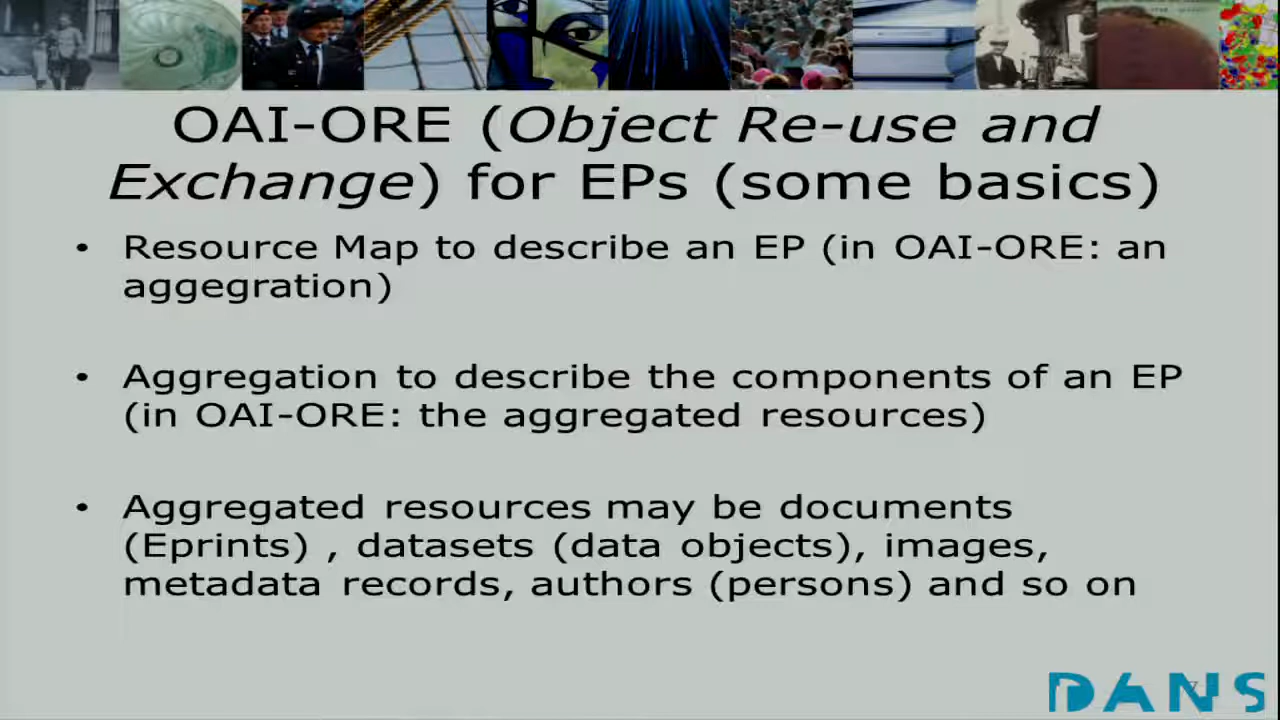 OAI-ORE (Object Re-use and
Exchange) for EPs (some basics)
• Resource Map to describe an EP (in OAI-ORE: an
aggegration)
• Aggregation to describe the components of an EP
(in OAI-ORE: the aggregated resources)
• Aggregated resources may be documents
(Eprints) , datasets (data objects), images,
metadata records, authors (persons) and so on
DANS